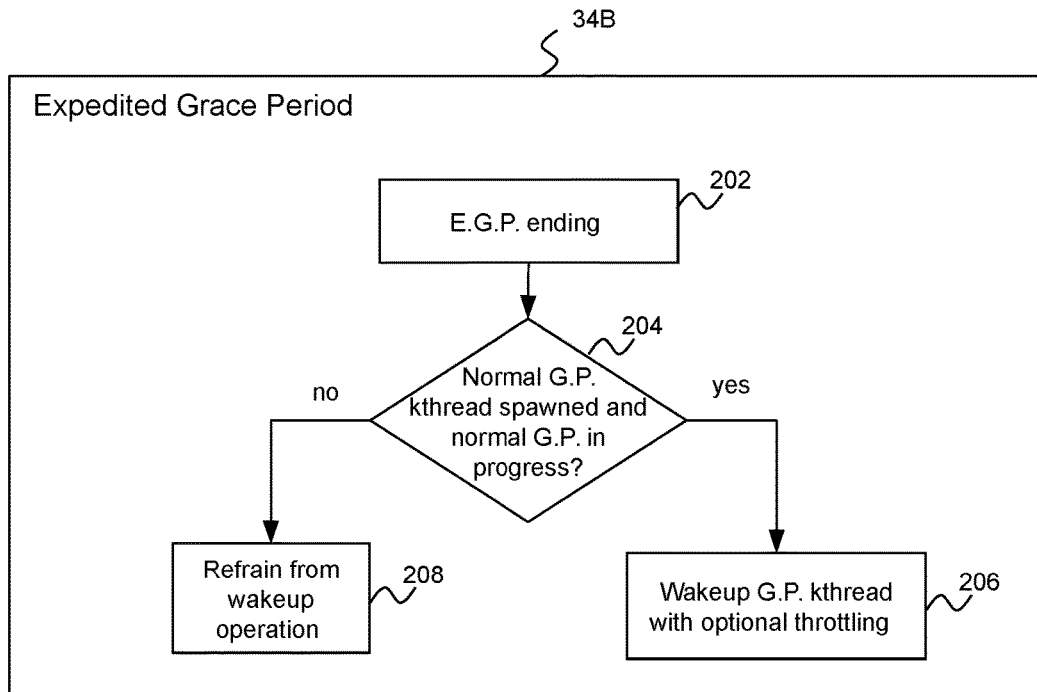 34B
Expedited Grace Period
202
E.G.P. ending
204
Normal G.P.
kthread spawned and
normal G.P. in
progress?
no
yes
Refrain from
wakeup
operation
208
Wakeup G.P. kthread
with optional throttling
206